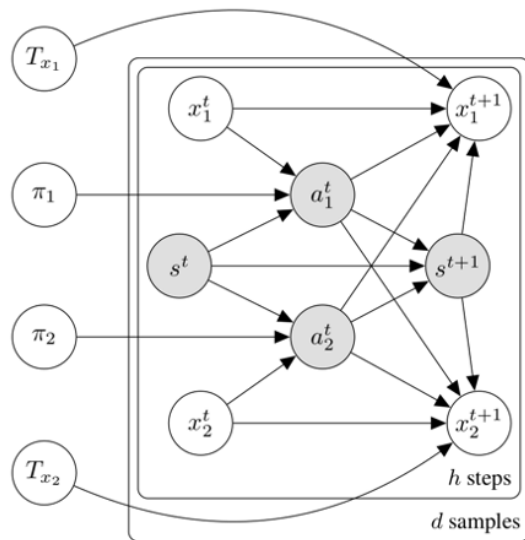 T_{x_1}
x_1^t
x_1^{t+1}
π_1
a_1^t
s^t
s^{t+1}
π_2
a_2^t
x_2^t
x_2^{t+1}
T_{x_2}
h steps
d samples